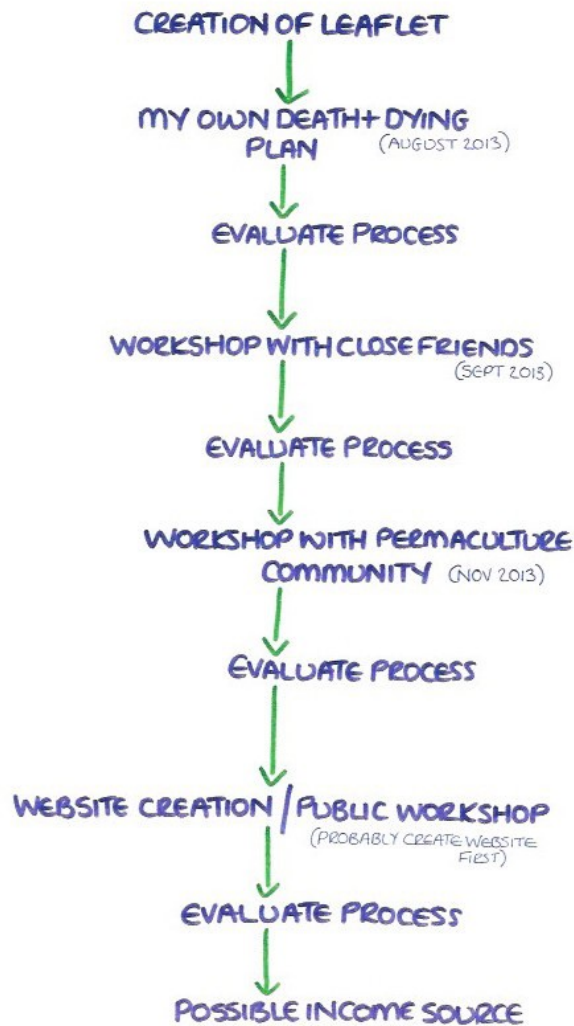 CREATION OF LEAFLET
MY OWN DEATH + DYING
PLAN (AUGUST 2013)
EVALUATE PROCESS
WORKSHOP WITH CLOSE FRIENDS
(SEPT 2013)
EVALUATE PROCESS
WORKSHOP WITH PERMACULTURE
COMMUNITY (NOV 2013)
EVALUATE PROCESS
WEBSITE CREATION / PUBLIC WORKSHOP
(PROBABLY CREATE WEBSITE
FIRST)
EVALUATE PROCESS
POSSIBLE INCOME SOURCE